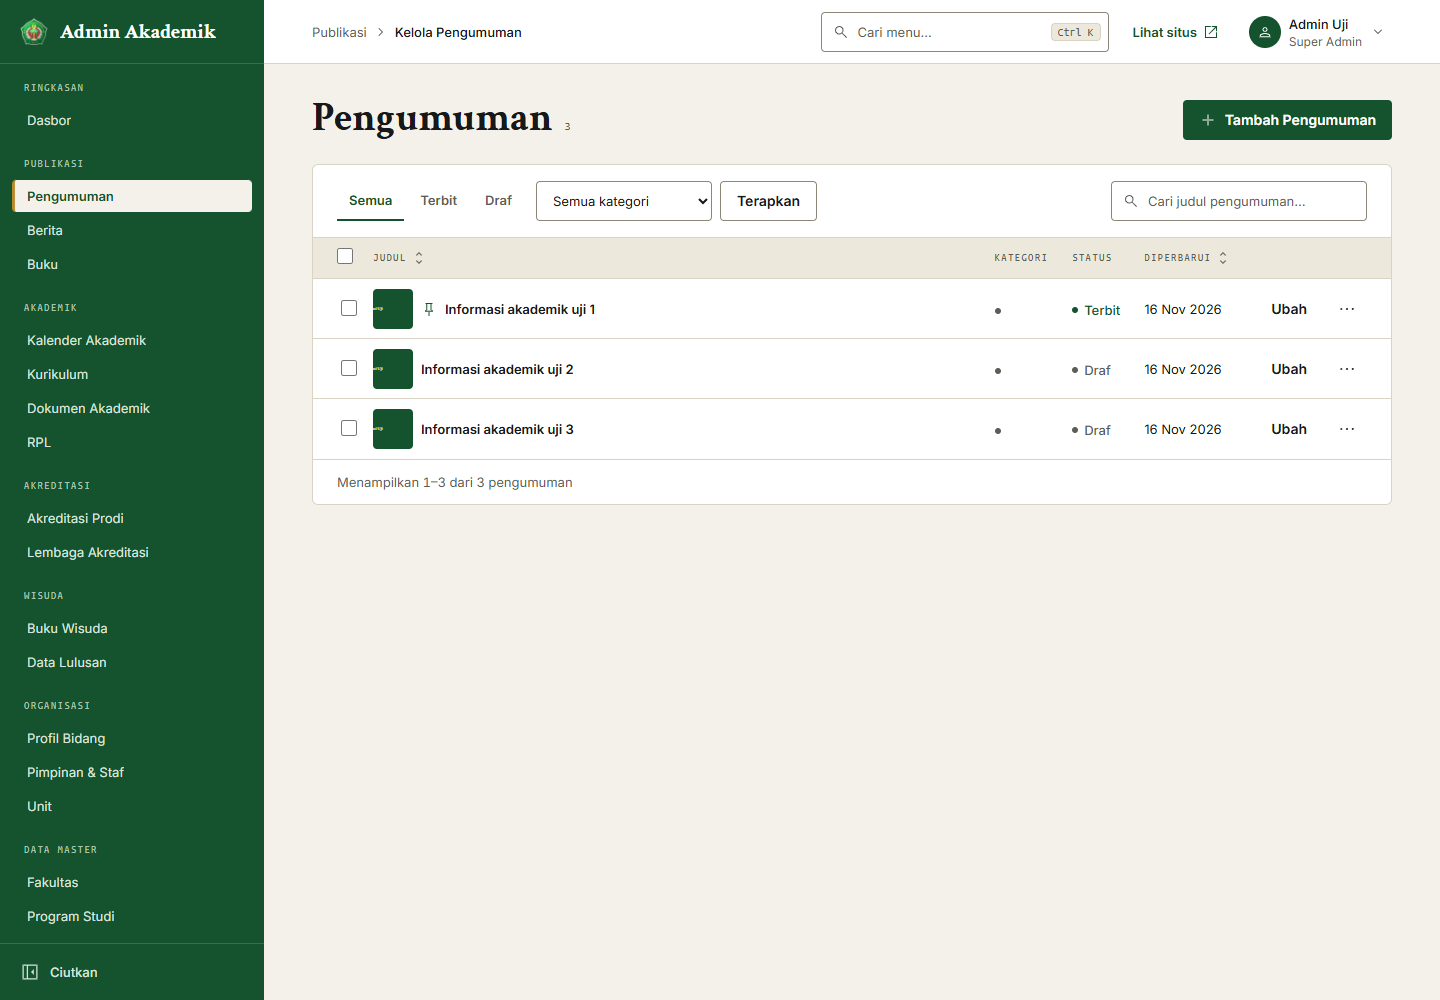 Admin Akademik
RINGKASAN
Dasbor
PUBLIKASI
Pengumuman
Berita
Buku
AKADEMIK
Kalender Akademik
Kurikulum
Dokumen Akademik
RPL
AKREDITASI
Akreditasi Prodi
Lembaga Akreditasi
WISUDA
Buku Wisuda
Data Lulusan
ORGANISASI
Profil Bidang
Pimpinan & Staf
Unit
DATA MASTER
Fakultas
Program Studi
Ciutkan
Publikasi > Kelola Pengumuman
Cari menu... Ctrl K
Lihat situs
Admin Uji
Super Admin
Pengumuman 3
+ Tambah Pengumuman
Semua Terbit Draf Semua kategori Terapkan Cari judul pengumuman...
JUDUL KATEGORI STATUS DIPERBARUI
Informasi akademik uji 1 • • Terbit 16 Nov 2026 Ubah ...
Informasi akademik uji 2 • • Draf 16 Nov 2026 Ubah ...
Informasi akademik uji 3 • • Draf 16 Nov 2026 Ubah ...
Menampilkan 1–3 dari 3 pengumuman